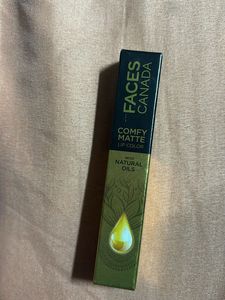 FACES
CANADA
COMFY
MATTE
LIP COLOR
WITH
NATURAL
OILS